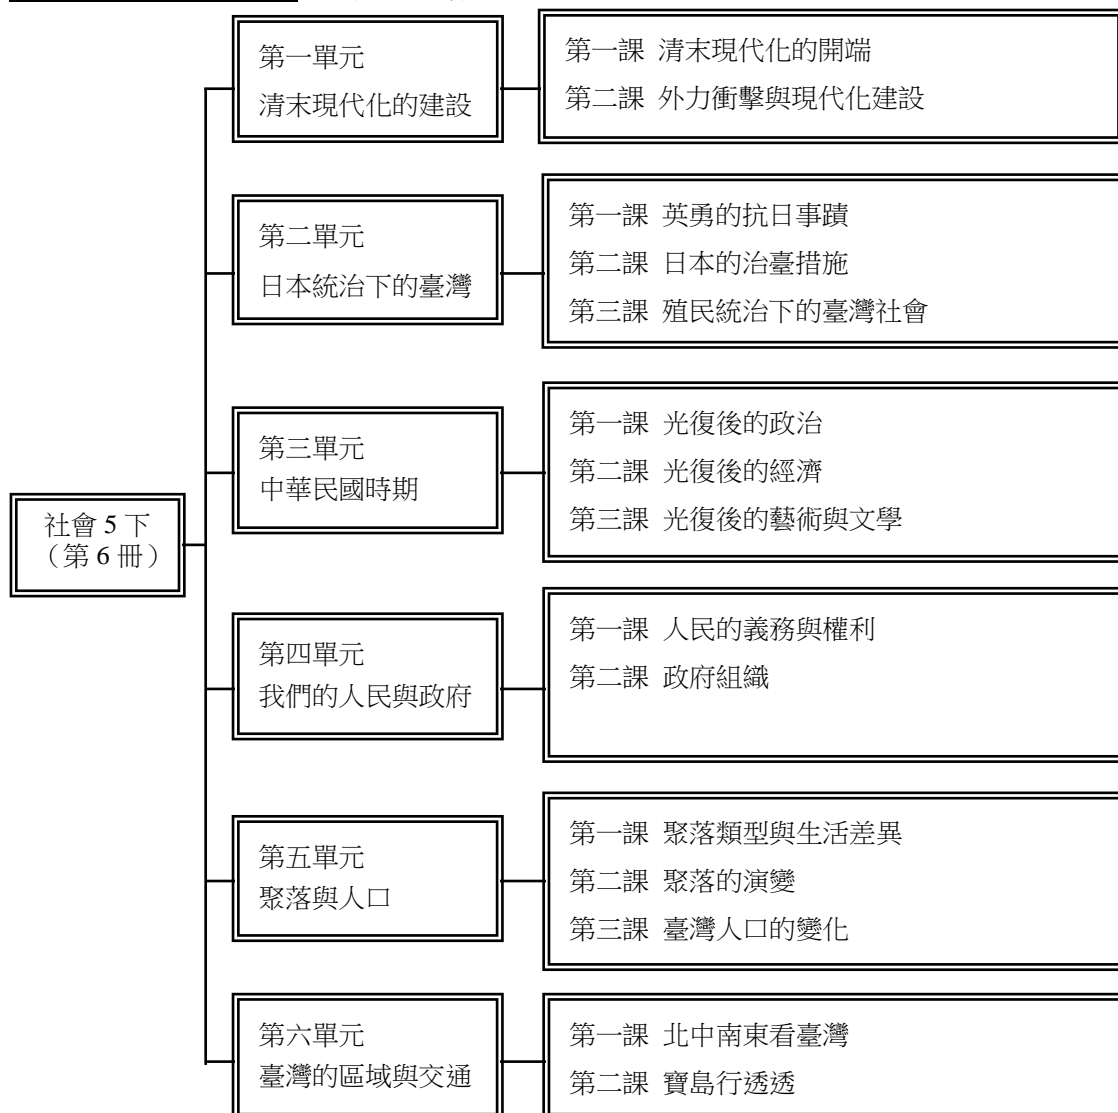 第一單元
清末現代化的建設
第一課 清末現代化的開端
第二課 外力衝擊與現代化建設
第二單元
日本統治下的臺灣
第一課 英勇的抗日事蹟
第二課 日本的治臺措施
第三課 殖民統治下的臺灣社會
第三單元
中華民國時期
第一課 光復後的政治
第二課 光復後的經濟
第三課 光復後的藝術與文學
社會 5 下
（第 6 冊）
第四單元
我們的人民與政府
第一課 人民的義務與權利
第二課 政府組織
第五單元
聚落與人口
第一課 聚落類型與生活差異
第二課 聚落的演變
第三課 臺灣人口的變化
第六單元
臺灣的區域與交通
第一課 北中南東看臺灣
第二課 寶島行透透